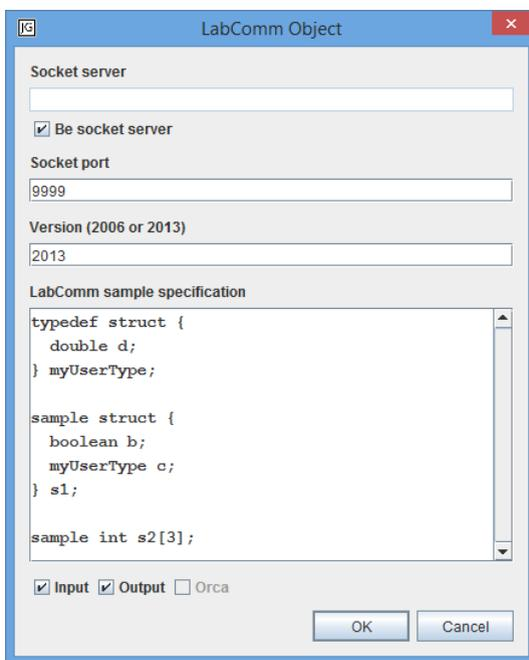 JG
LabComm Object
Socket server
Be socket server
Socket port
9999
Version (2006 or 2013)
2013
LabComm sample specification
typedef struct {
  double d;
} myUserType;

sample struct {
  boolean b;
  myUserType c;
} s1;

sample int s2[3];
Input Output Orca
OK Cancel